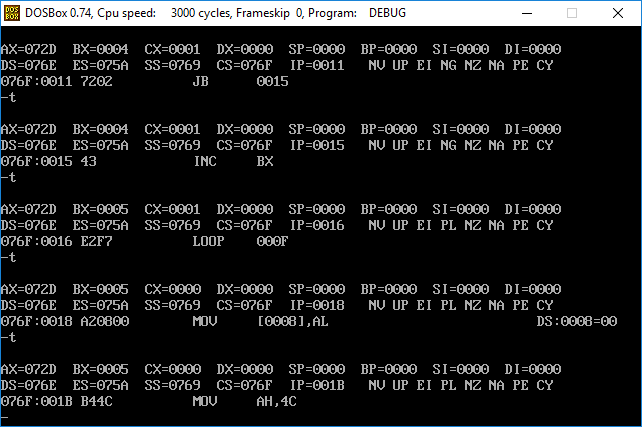 DOSBox 0.74, Cpu speed:    3000 cycles, Frameskip  0, Program:    DEBUG
AX=072D  BX=0004  CX=0001  DX=0000  SP=0000  BP=0000  SI=0000  DI=0000
DS=076E  ES=075A  SS=0769  CS=076F  IP=0011   NV UP EI NG NZ NA PE CY
076F:0011 7202          JB      0015
-t
AX=072D  BX=0004  CX=0001  DX=0000  SP=0000  BP=0000  SI=0000  DI=0000
DS=076E  ES=075A  SS=0769  CS=076F  IP=0015   NV UP EI NG NZ NA PE CY
076F:0015 43            INC     BX
-t
AX=072D  BX=0005  CX=0001  DX=0000  SP=0000  BP=0000  SI=0000  DI=0000
DS=076E  ES=075A  SS=0769  CS=076F  IP=0016   NV UP EI PL NZ NA PE CY
076F:0016 E2F7          LOOP    000F
-t
AX=072D  BX=0005  CX=0000  DX=0000  SP=0000  BP=0000  SI=0000  DI=0000
DS=076E  ES=075A  SS=0769  CS=076F  IP=0018   NV UP EI PL NZ NA PE CY
076F:0018 A20800        MOV     [0008],AL                          DS:0008=00
-t
AX=072D  BX=0005  CX=0000  DX=0000  SP=0000  BP=0000  SI=0000  DI=0000
DS=076E  ES=075A  SS=0769  CS=076F  IP=001B   NV UP EI PL NZ NA PE CY
076F:001B B44C          MOV     AH,4C
-